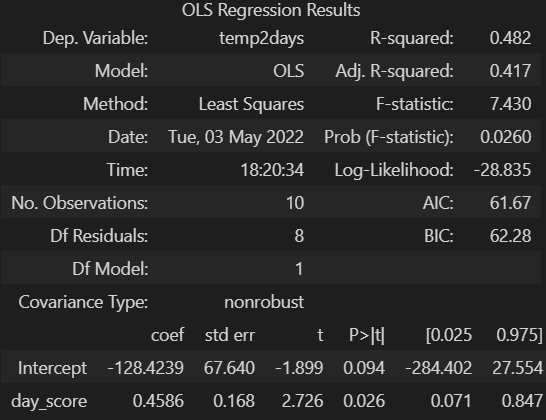 OLS Regression Results
Dep. Variable: temp2days R-squared: 0.482
Model: OLS Adj. R-squared: 0.417
Method: Least Squares F-statistic: 7.430
Date: Tue, 03 May 2022 Prob (F-statistic): 0.0260
Time: 18:20:34 Log-Likelihood: -28.835
No. Observations: 10 AIC: 61.67
Df Residuals: 8 BIC: 62.28
Df Model: 1
Covariance Type: nonrobust
coef std err t P>|t| [0.025 0.975]
Intercept -128.4239 67.640 -1.899 0.094 -284.402 27.554
day_score 0.4586 0.168 2.726 0.026 0.071 0.847